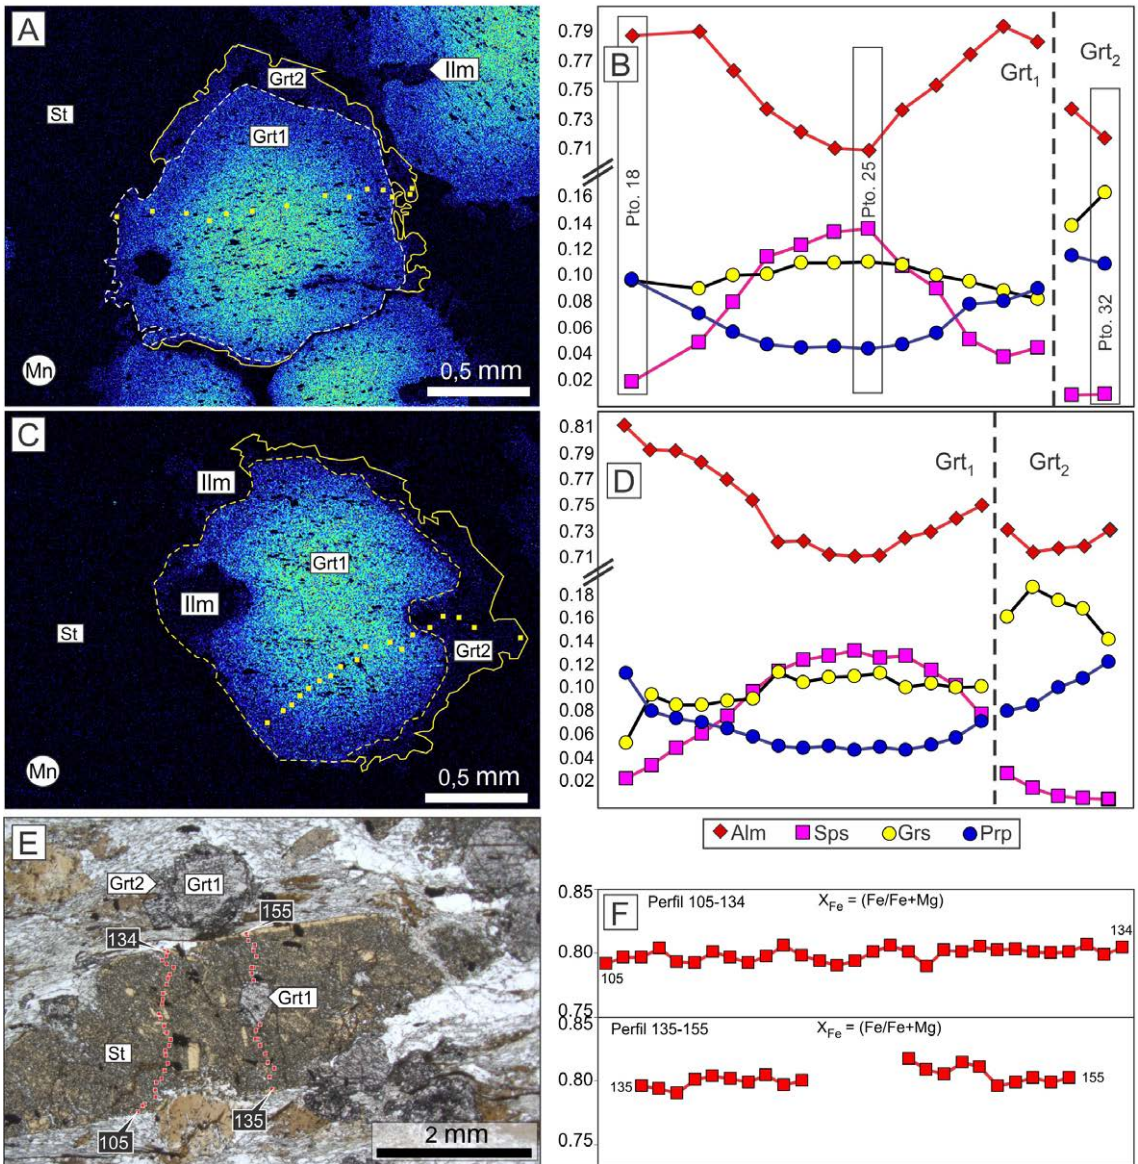 A
Grt2
Ilm
St
Grt1
Mn
0,5 mm
B
0.79
0.77
0.75
0.73
0.71
0.16
0.14
0.12
0.10
0.08
0.06
0.04
0.02
Pto. 18
Pto. 25
Grt1
Grt2
Pto. 32
C
Ilm
Grt1
Ilm
St
Grt2
Mn
0,5 mm
D
0.81
0.79
0.77
0.75
0.73
0.71
0.18
0.16
0.14
0.12
0.10
0.08
0.06
0.04
0.02
Grt1
Grt2
Alm Sps Grs Prp
E
Grt2
Grt1
155
134
Grt1
St
135
105
2 mm
F
0.85
Perfil 105-134 XFe = (Fe/Fe+Mg)
134
0.80
105
0.75
0.85
Perfil 135-155 XFe = (Fe/Fe+Mg)
0.80
135
155
0.75